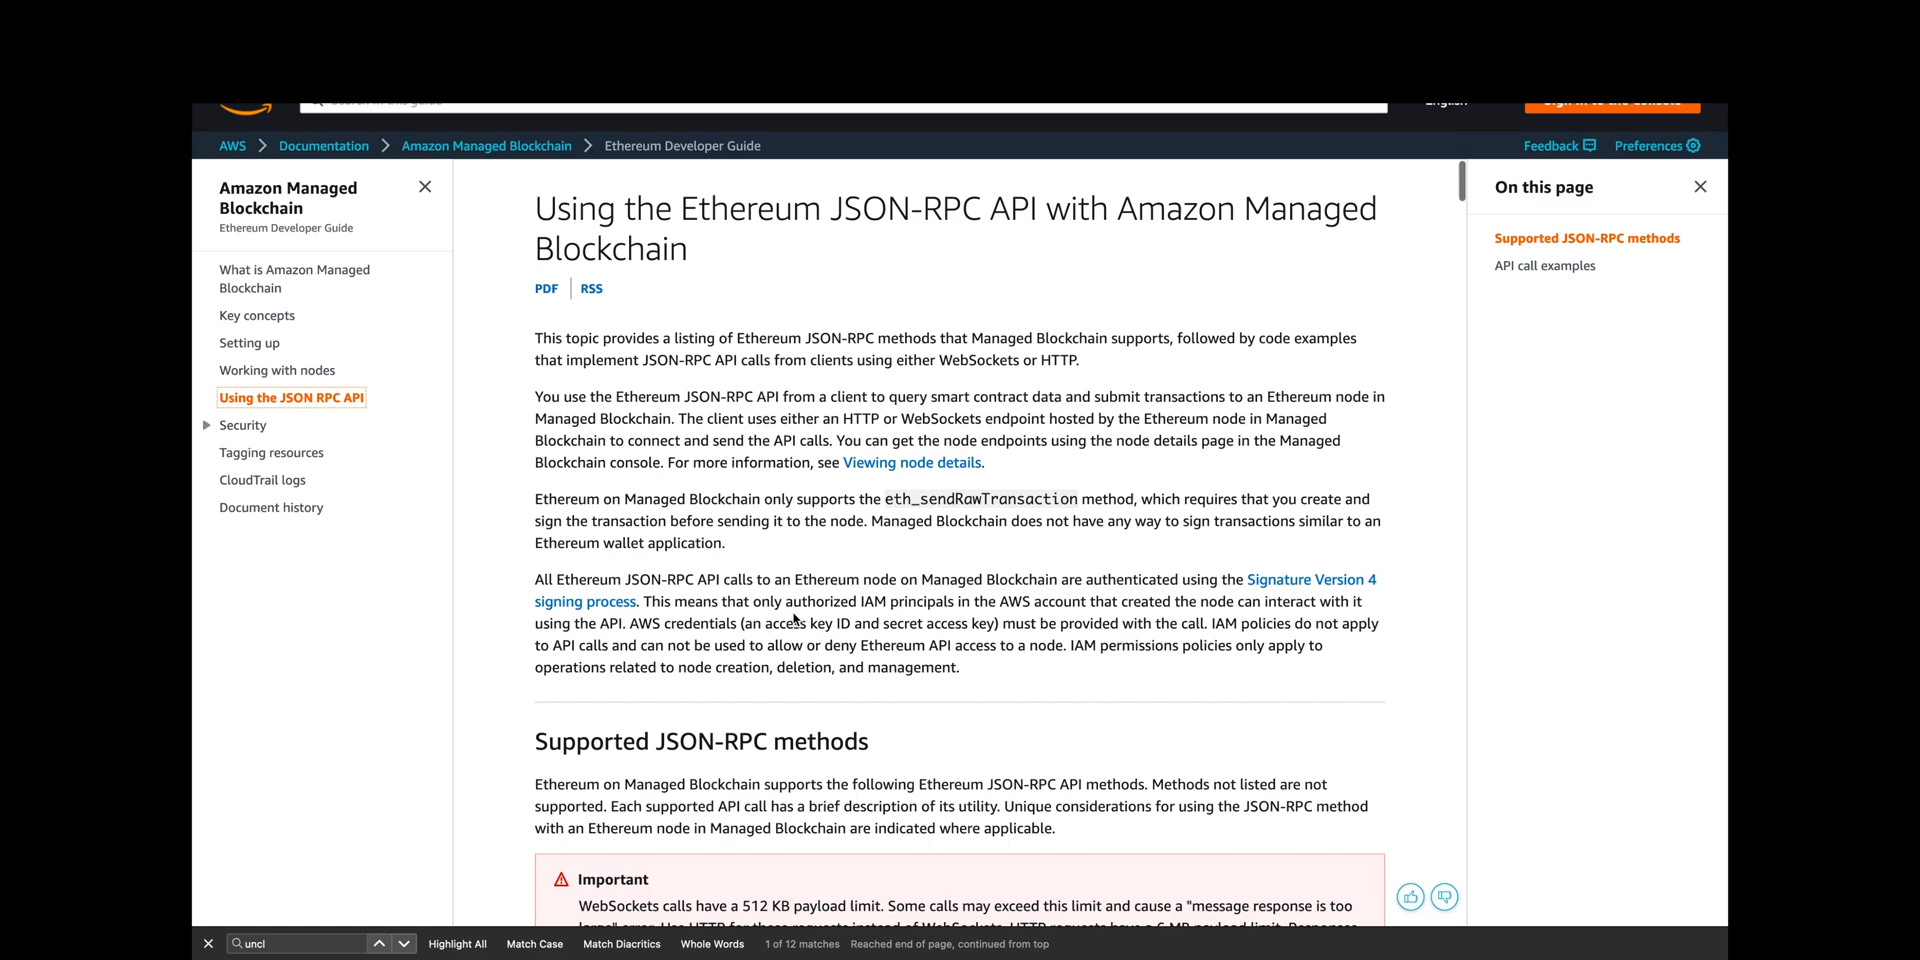 English
AWS > Documentation > Amazon Managed Blockchain > Ethereum Developer Guide
Feedback Preferences
Amazon Managed
Blockchain
Ethereum Developer Guide
What is Amazon Managed
Blockchain
Key concepts
Setting up
Working with nodes
Using the JSON RPC API
Security
Tagging resources
CloudTrail logs
Document history
Using the Ethereum JSON-RPC API with Amazon Managed
Blockchain
PDF RSS
This topic provides a listing of Ethereum JSON-RPC methods that Managed Blockchain supports, followed by code examples
that implement JSON-RPC API calls from clients using either WebSockets or HTTP.
You use the Ethereum JSON-RPC API from a client to query smart contract data and submit transactions to an Ethereum node in
Managed Blockchain. The client uses either an HTTP or WebSockets endpoint hosted by the Ethereum node in Managed
Blockchain to connect and send the API calls. You can get the node endpoints using the node details page in the Managed
Blockchain console. For more information, see Viewing node details.
Ethereum on Managed Blockchain only supports the eth_sendRawTransaction method, which requires that you create and
sign the transaction before sending it to the node. Managed Blockchain does not have any way to sign transactions similar to an
Ethereum wallet application.
All Ethereum JSON-RPC API calls to an Ethereum node on Managed Blockchain are authenticated using the Signature Version 4
signing process. This means that only authorized IAM principals in the AWS account that created the node can interact with it
using the API. AWS credentials (an access key ID and secret access key) must be provided with the call. IAM policies do not apply
to API calls and can not be used to allow or deny Ethereum API access to a node. IAM permissions policies only apply to
operations related to node creation, deletion, and management.
Supported JSON-RPC methods
Ethereum on Managed Blockchain supports the following Ethereum JSON-RPC API methods. Methods not listed are not
supported. Each supported API call has a brief description of its utility. Unique considerations for using the JSON-RPC method
with an Ethereum node in Managed Blockchain are indicated where applicable.
Important
WebSockets calls have a 512 KB payload limit. Some calls may exceed this limit and cause a "message response is too
On this page
Supported JSON-RPC methods
API call examples
uncl
Highlight All Match Case Match Diacritics Whole Words 1 of 12 matches Reached end of page, continued from top